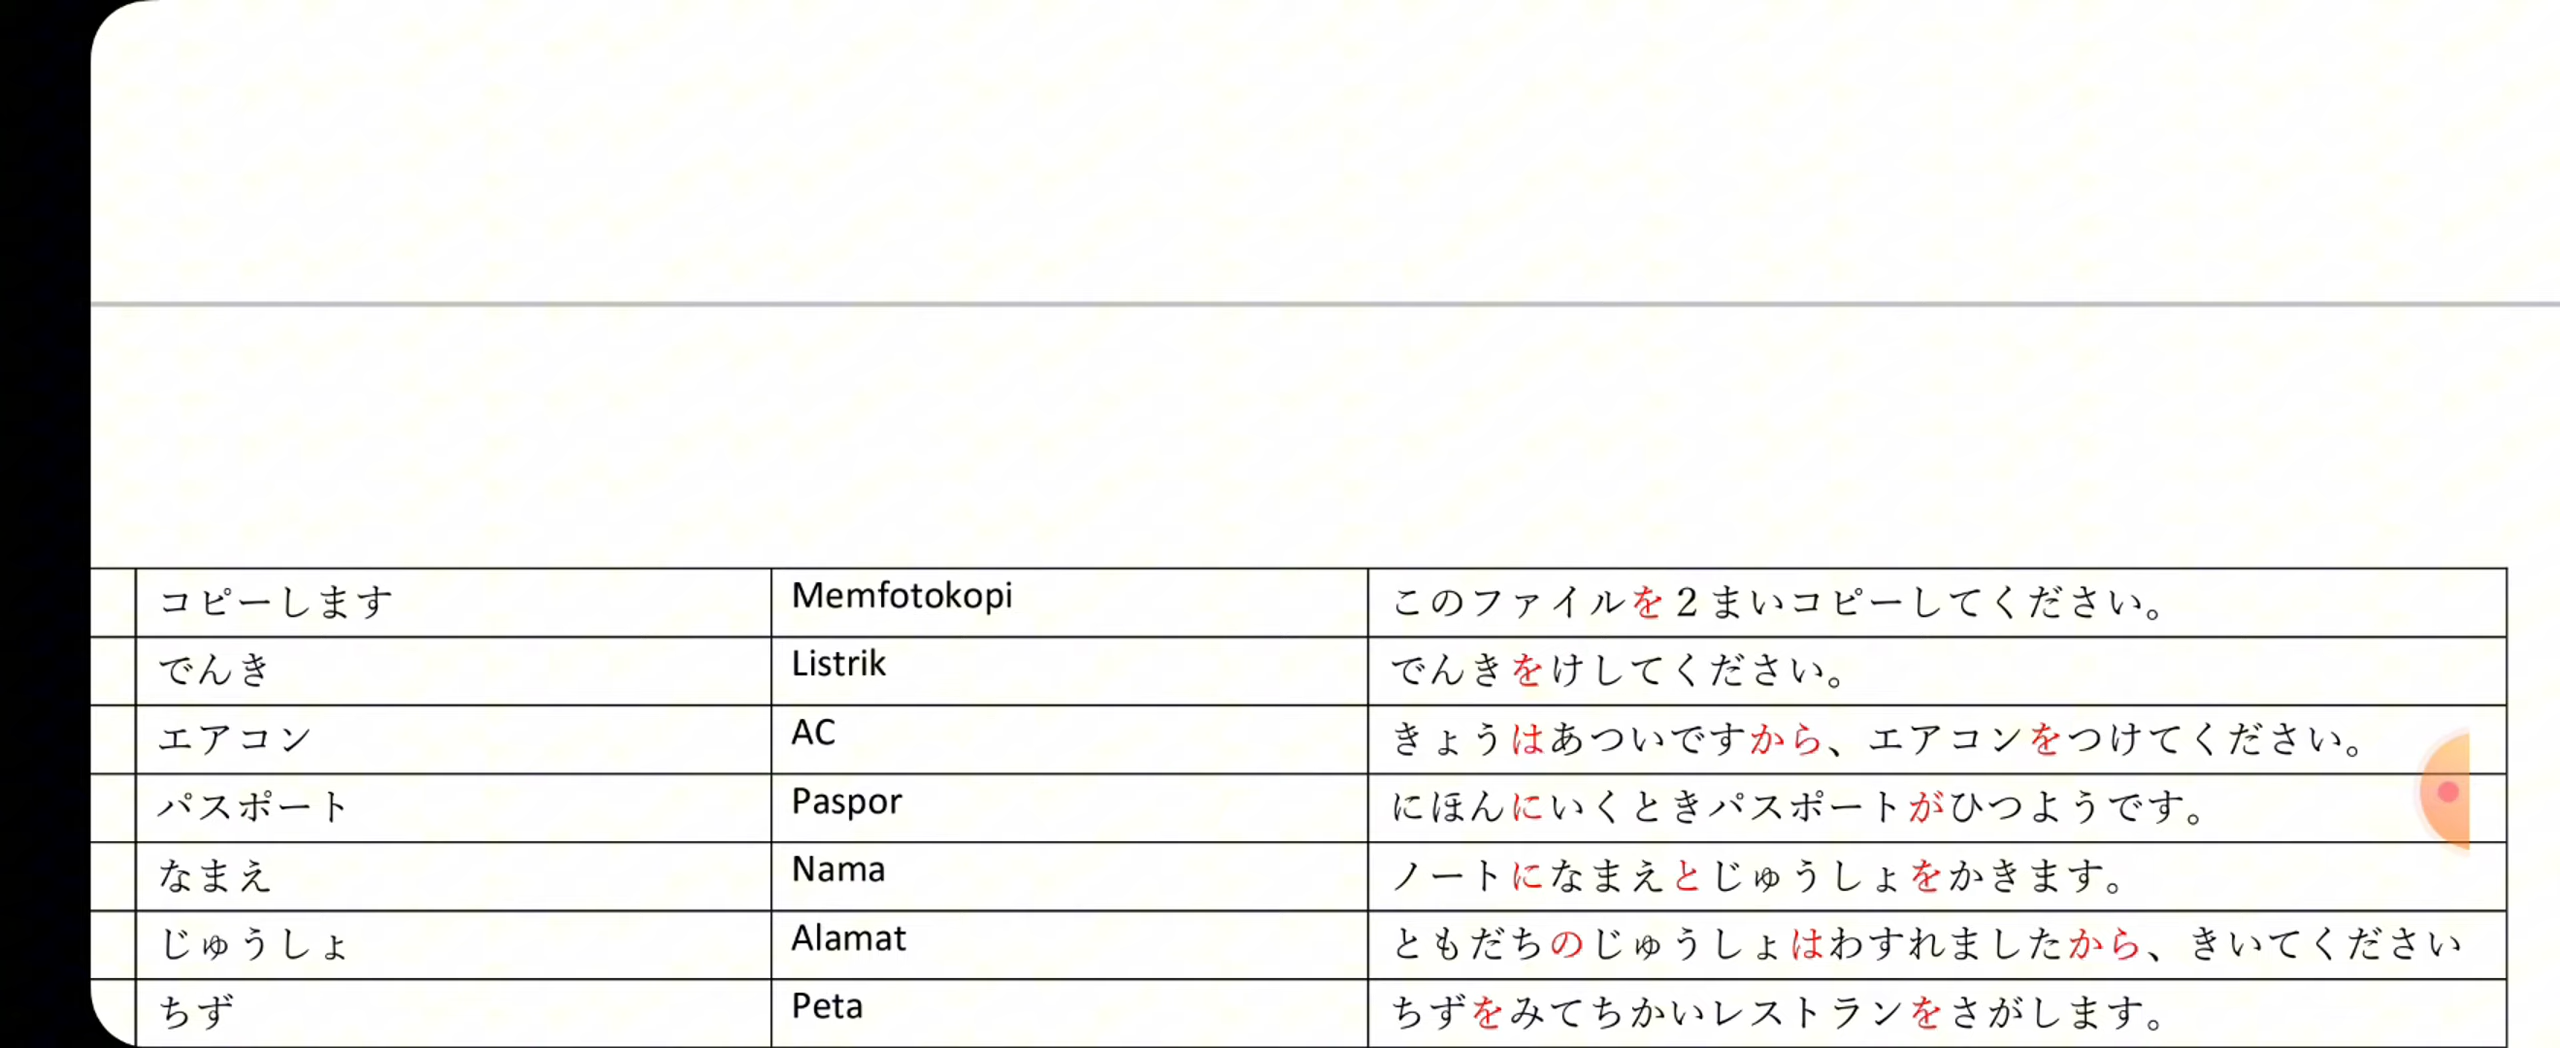 コピーします Memfotokopi このファイルを２まいコピーしてください。
でんき Listrik でんきをけしてください。
エアコン AC きょうはあついですから、エアコンをつけてください。
パスポート Paspor にほんにいくときパスポートがひつようです。
なまえ Nama ノートになまえとじゅうしょをかきます。
じゅうしょ Alamat ともだちのじゅうしょはわすれましたから、きいてください
ちず Peta ちずをみてちかいレストランをさがします。